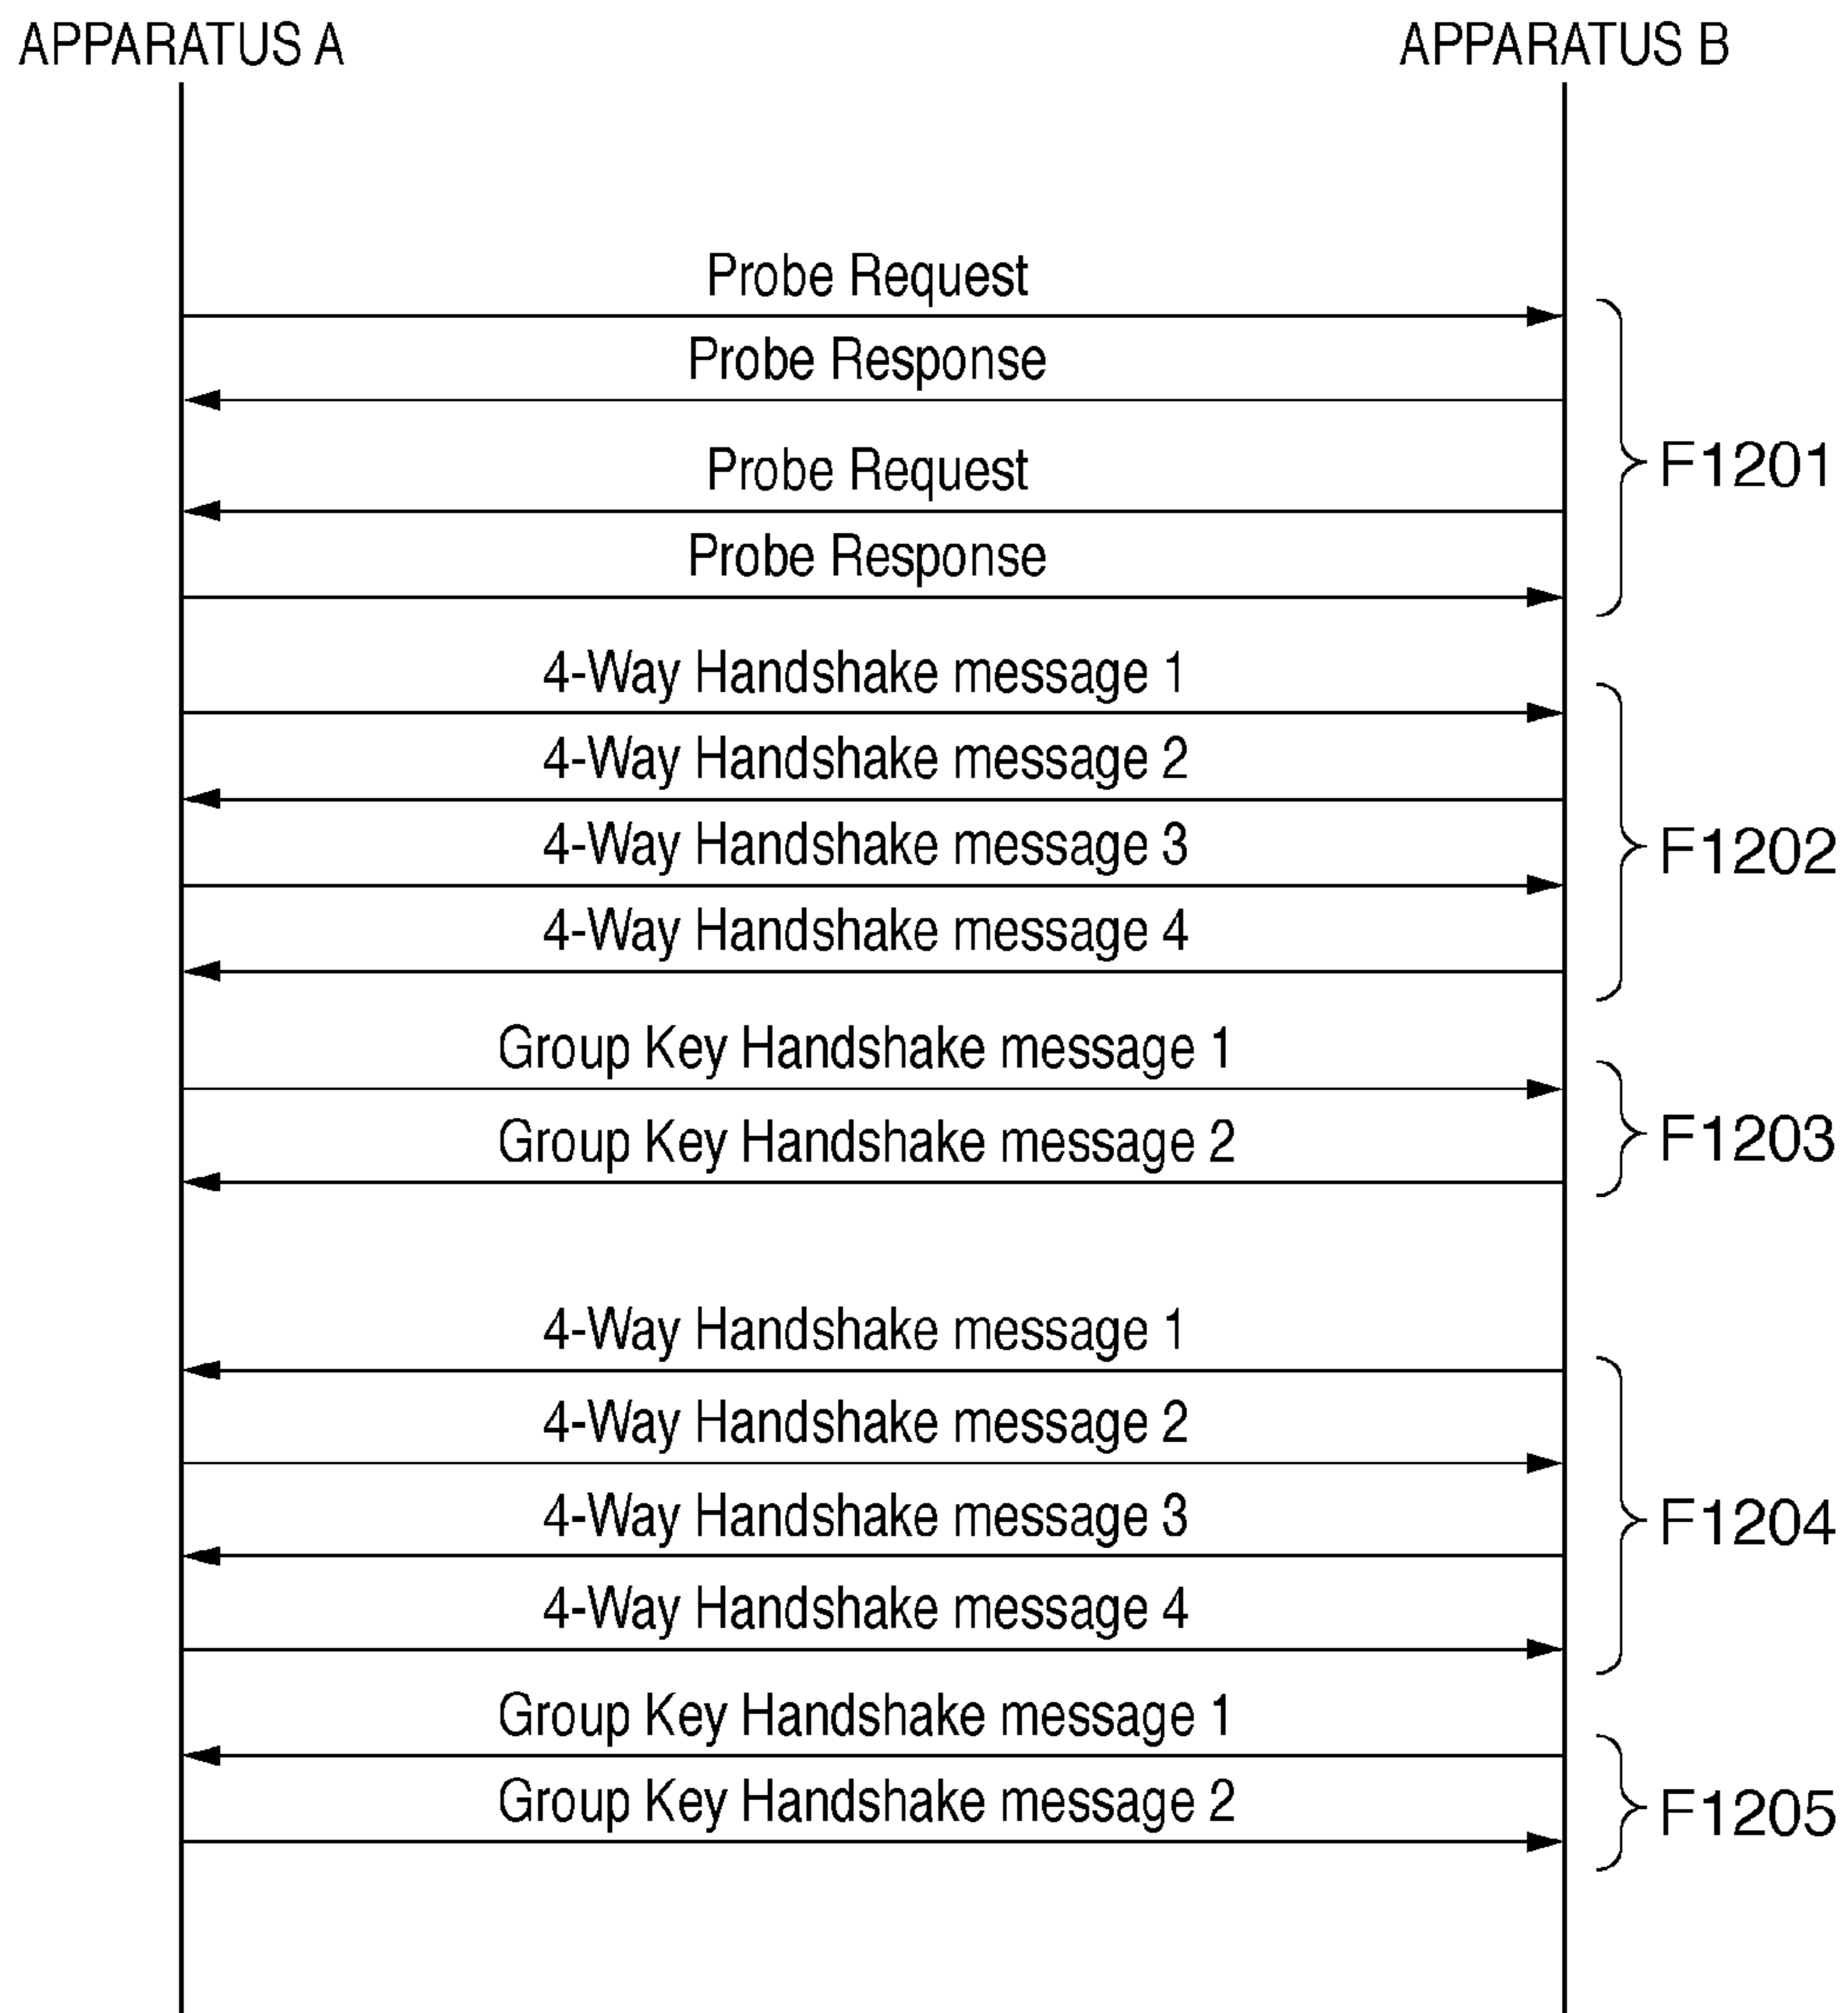 APPARATUS A
APPARATUS B
Probe Request
Probe Response
F1201
Probe Request
Probe Response
4-Way Handshake message 1
4-Way Handshake message 2
4-Way Handshake message 3
F1202
4-Way Handshake message 4
Group Key Handshake message 1
Group Key Handshake message 2
F1203
4-Way Handshake message 1
4-Way Handshake message 2
4-Way Handshake message 3
F1204
4-Way Handshake message 4
Group Key Handshake message 1
Group Key Handshake message 2
F1205